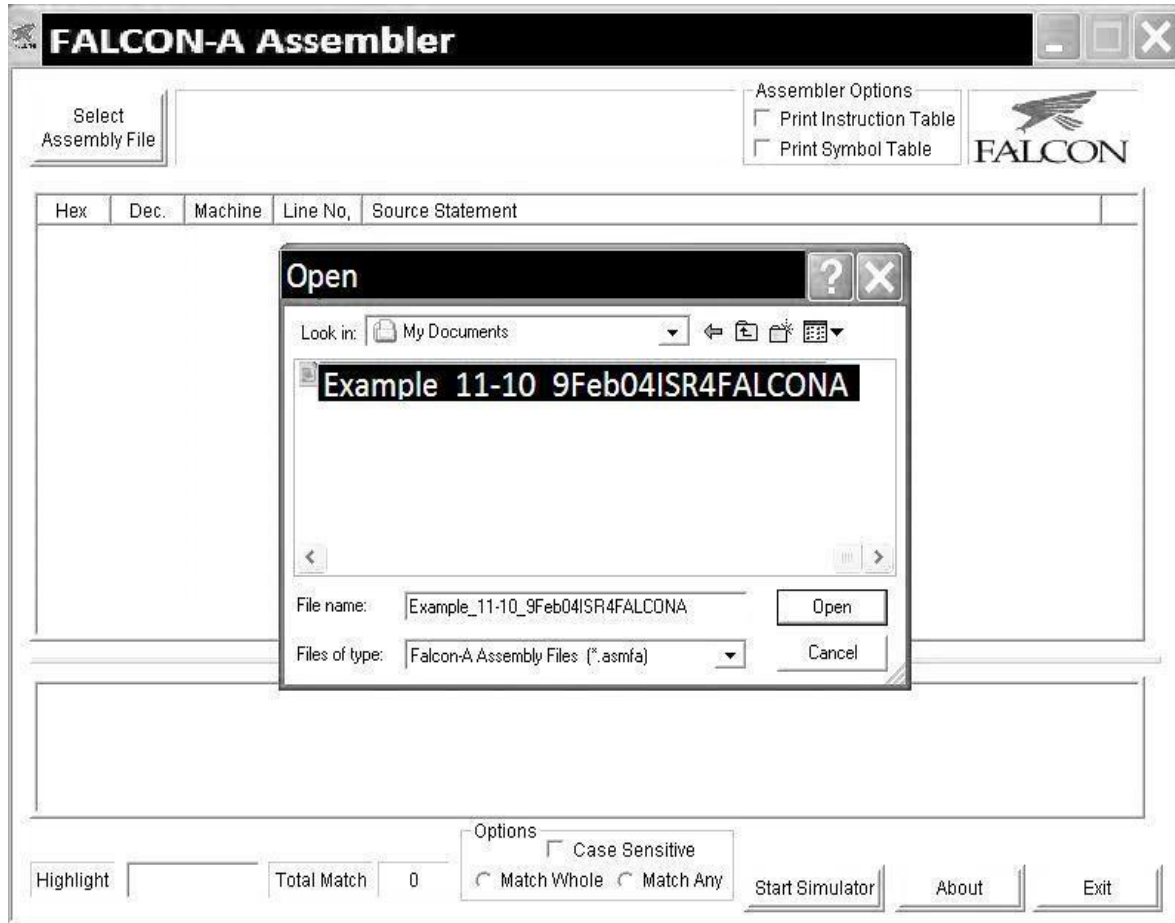 FALCON-A Assembler
Select
Assembly File
Assembler Options
Print Instruction Table
Print Symbol Table
FALCON
Hex Dec. Machine Line No, Source Statement
Open
Look in: My Documents
Example 11-10 9Feb04ISR4FALCONA
File name: Example_11-10_9Feb04ISR4FALCONA Open
Files of type: Falcon-A Assembly Files (*.asmfa) Cancel
Options
Case Sensitive
Highlight Total Match 0 Match Whole Match Any Start Simulator About Exit